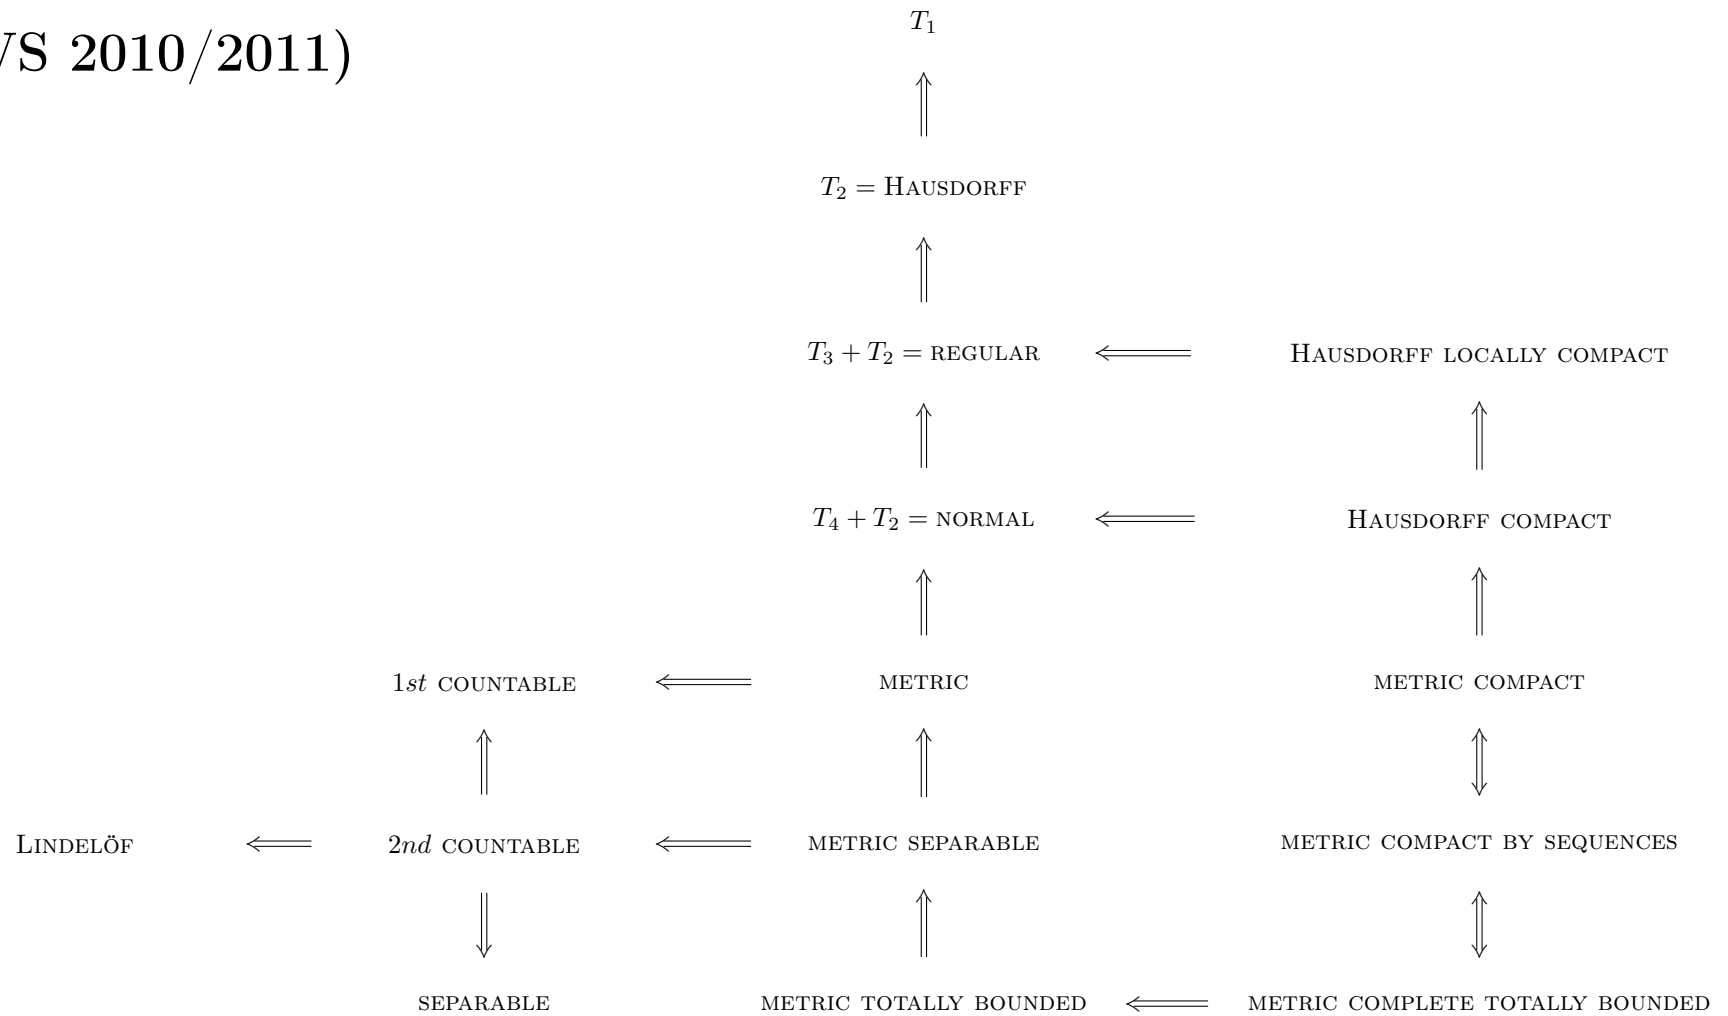 T₁
VS 2010/2011)
T₂ = Hausdorff
T₃ + T₂ = regular
Hausdorff locally compact
T₄ + T₂ = normal
Hausdorff compact
1st countable
metric
metric compact
Lindelöf
2nd countable
metric separable
metric compact by sequences
separable
metric totally bounded
metric complete totally bounded